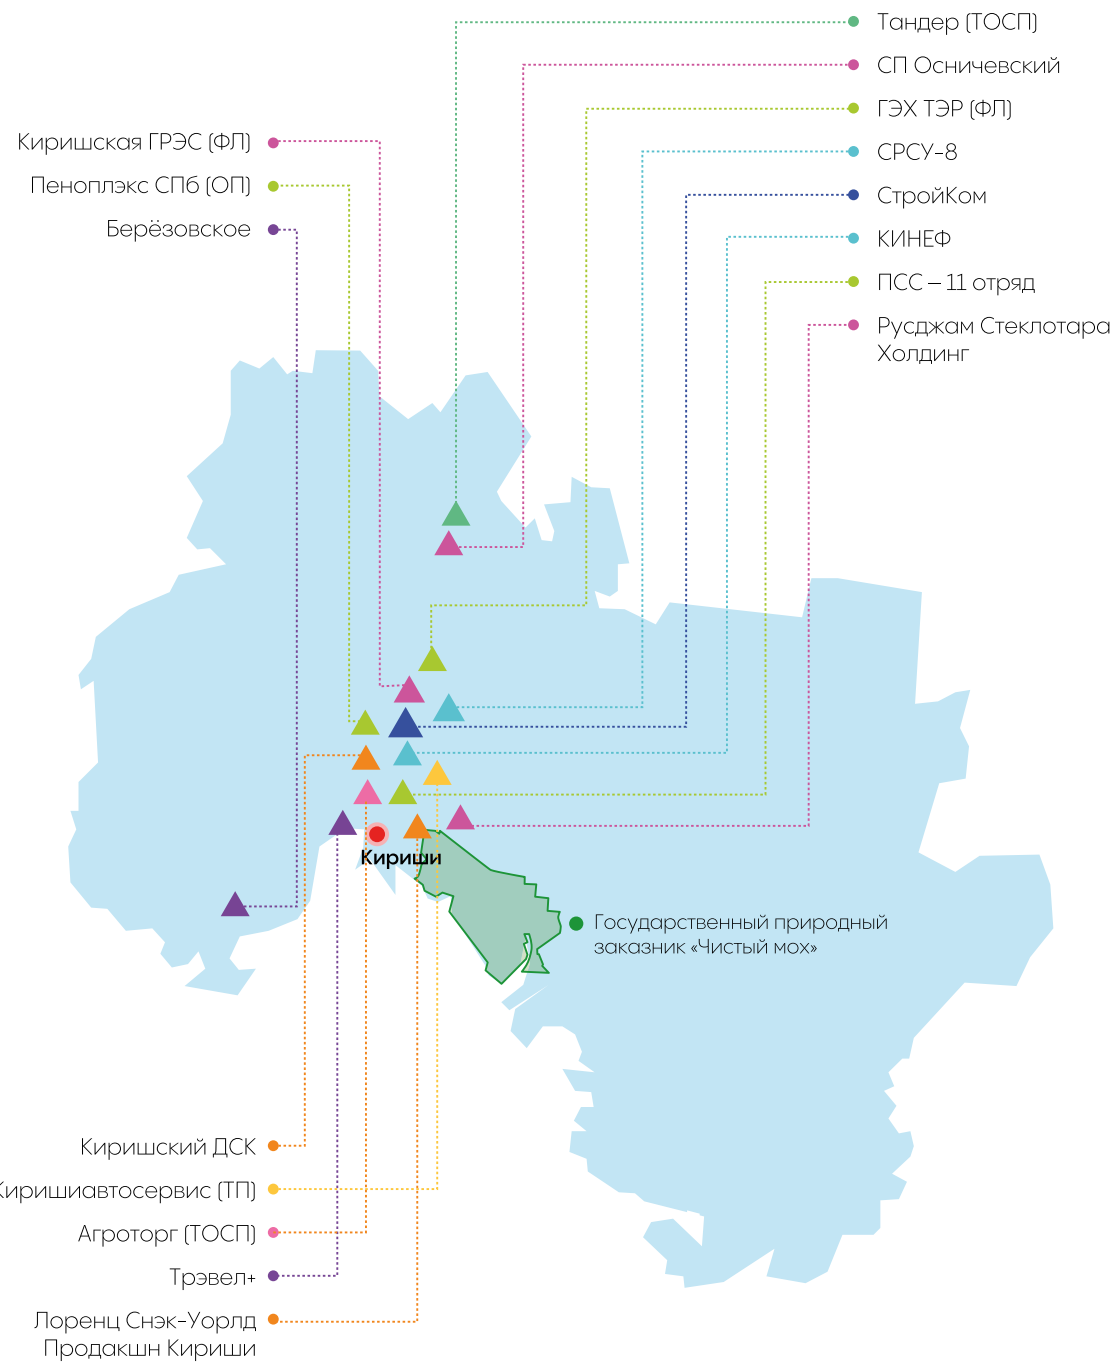 Тандер (ТОСП)
СП Осничевский
ГЭХ ТЭР (ФЛ)
СРСУ-8
СтройКом
КИНЕФ
ПСС – 11 отряд
Русджам Стеклотара
Холдинг
Киришская ГРЭС (ФЛ)
Пеноплэкс СПб (ОП)
Берёзовское
Кириши
Государственный природный
заказник «Чистый мох»
Киришский ДСК
Киришиавтосервис (ТП)
Агроторг (ТОСП)
Трэвел+
Лоренц Снэк-Уорлд
Продакшн Кириши